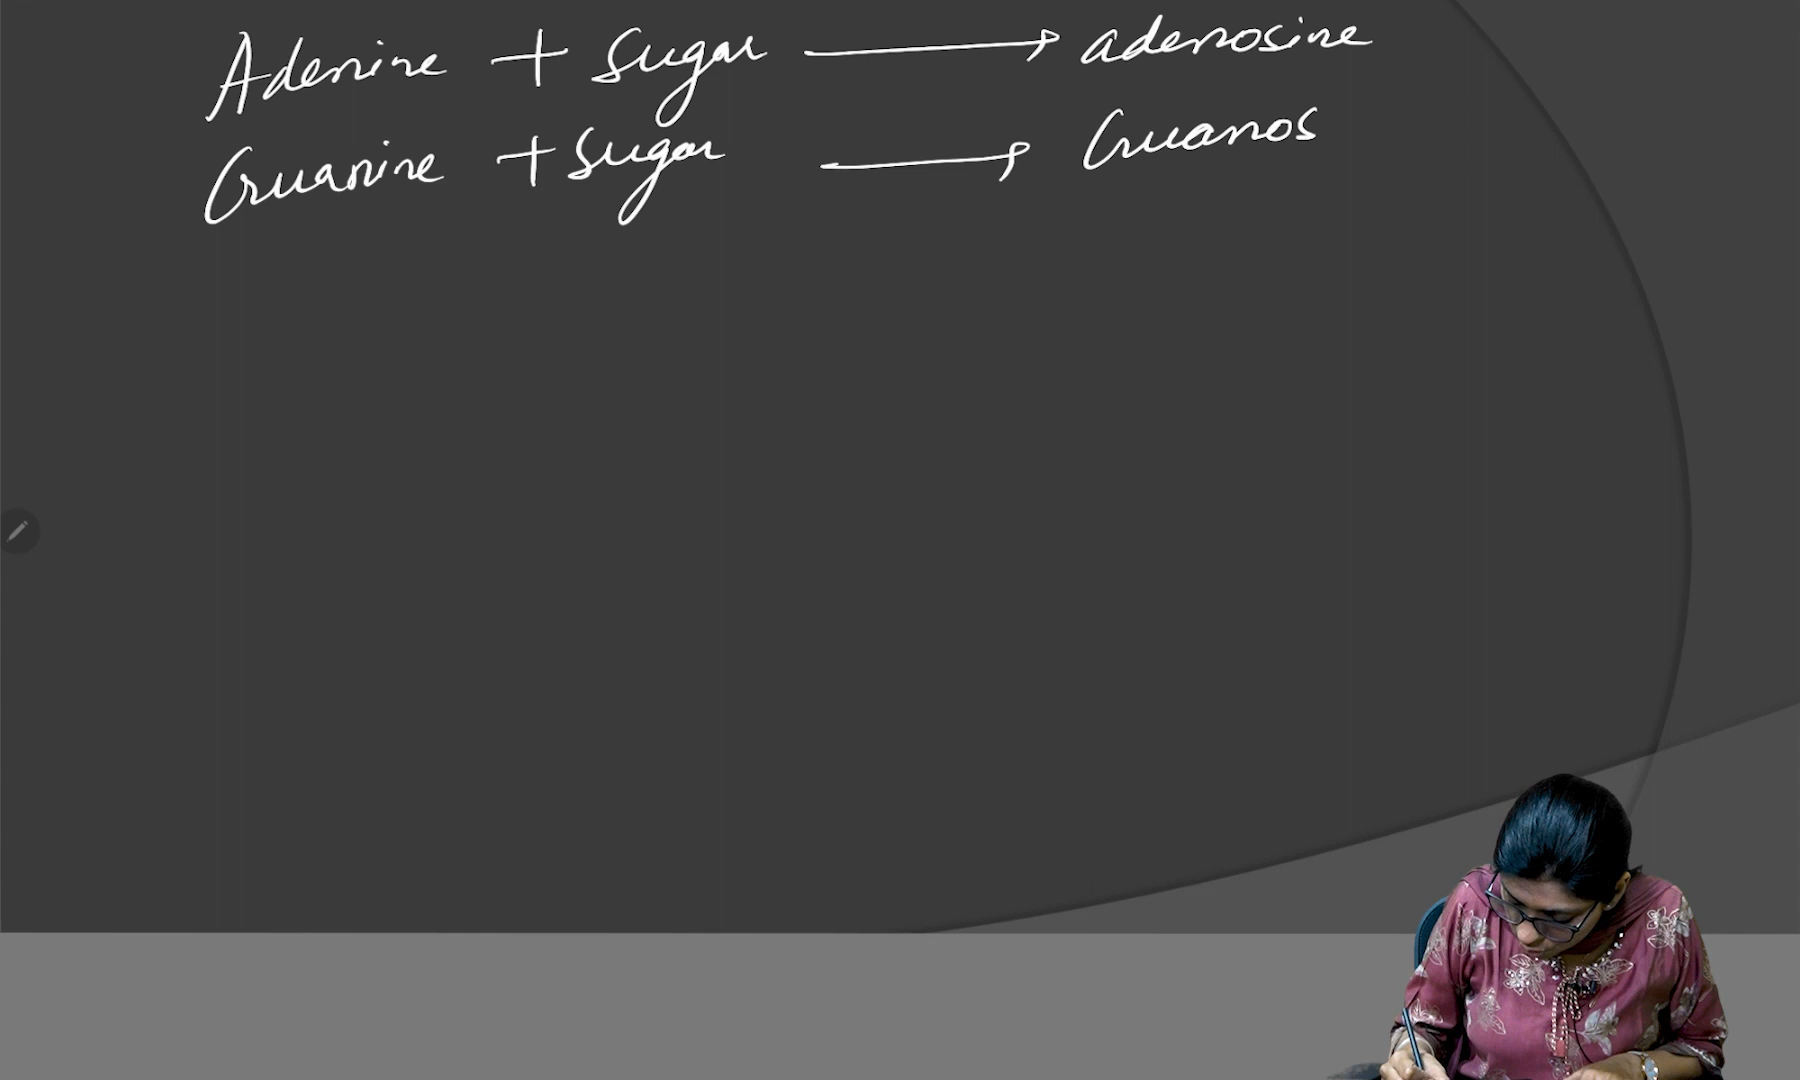 Adenine + Sugar → adenosine
Guanine + Sugar → Guanos